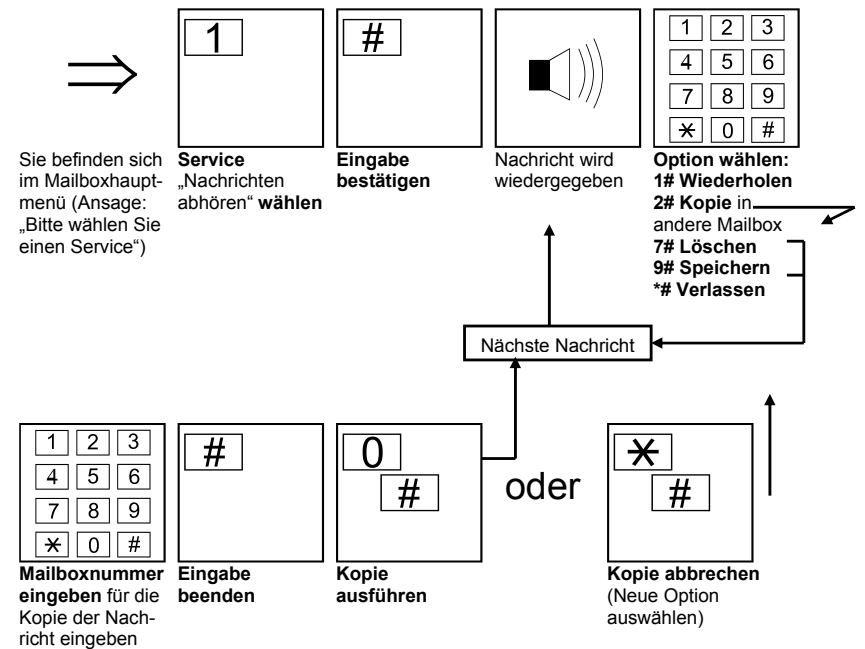 1
#
1 2 3
4 5 6
7 8 9
* 0 #
Sie befinden sich
im Mailboxhaupt-
menü (Ansage:
„Bitte wählen Sie
einen Service“)
Service
„Nachrichten
abhören“ wählen
Eingabe
bestätigen
Nachricht wird
wiedergegeben
Option wählen:
1# Wiederholen
2# Kopie in
andere Mailbox
7# Löschen
9# Speichern
*# Verlassen
Nächste Nachricht
1 2 3
4 5 6
7 8 9
* 0 #
#
0
#
oder
*
#
Mailboxnummer
eingeben für die
Kopie der Nach-
richt eingeben
Eingabe
beenden
Kopie
ausführen
Kopie abbrechen
(Neue Option
auswählen)